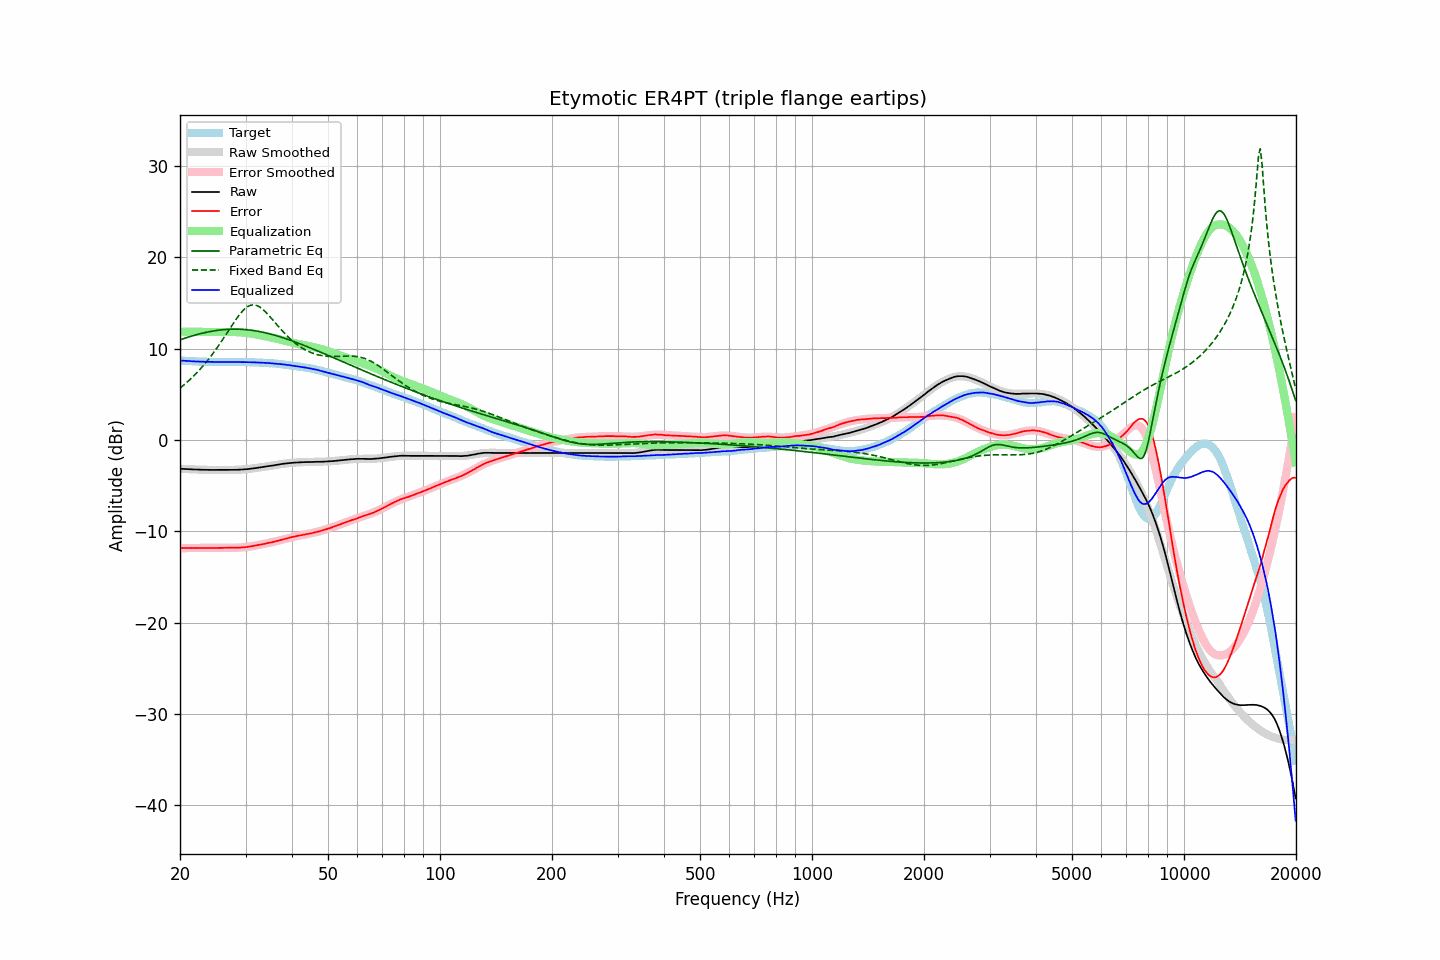 Etymotic ER4PT (triple flange eartips)
Target
Raw Smoothed
Error Smoothed
Raw
Error
Equalization
Parametric Eq
Fixed Band Eq
Equalized
Amplitude (dBr)
30
20
10
0
−10
−20
−30
−40
20 50 100 200 500 1000 2000 5000 10000 20000
Frequency (Hz)